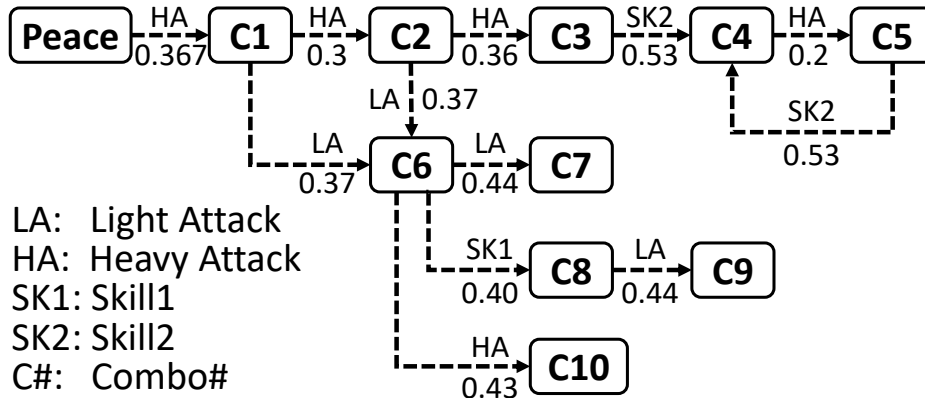 HA HA HA SK2 HA
Peace C1 C2 C3 C4 C5
0.367 0.3 0.36 0.53 0.2
LA 0.37 SK2
0.53
LA LA
C6 C7
0.37 0.44
LA: Light Attack
HA: Heavy Attack
SK1 LA
C8 C9
0.40 0.44
SK1: Skill1
SK2: Skill2
HA
C10
0.43
C#: Combo#